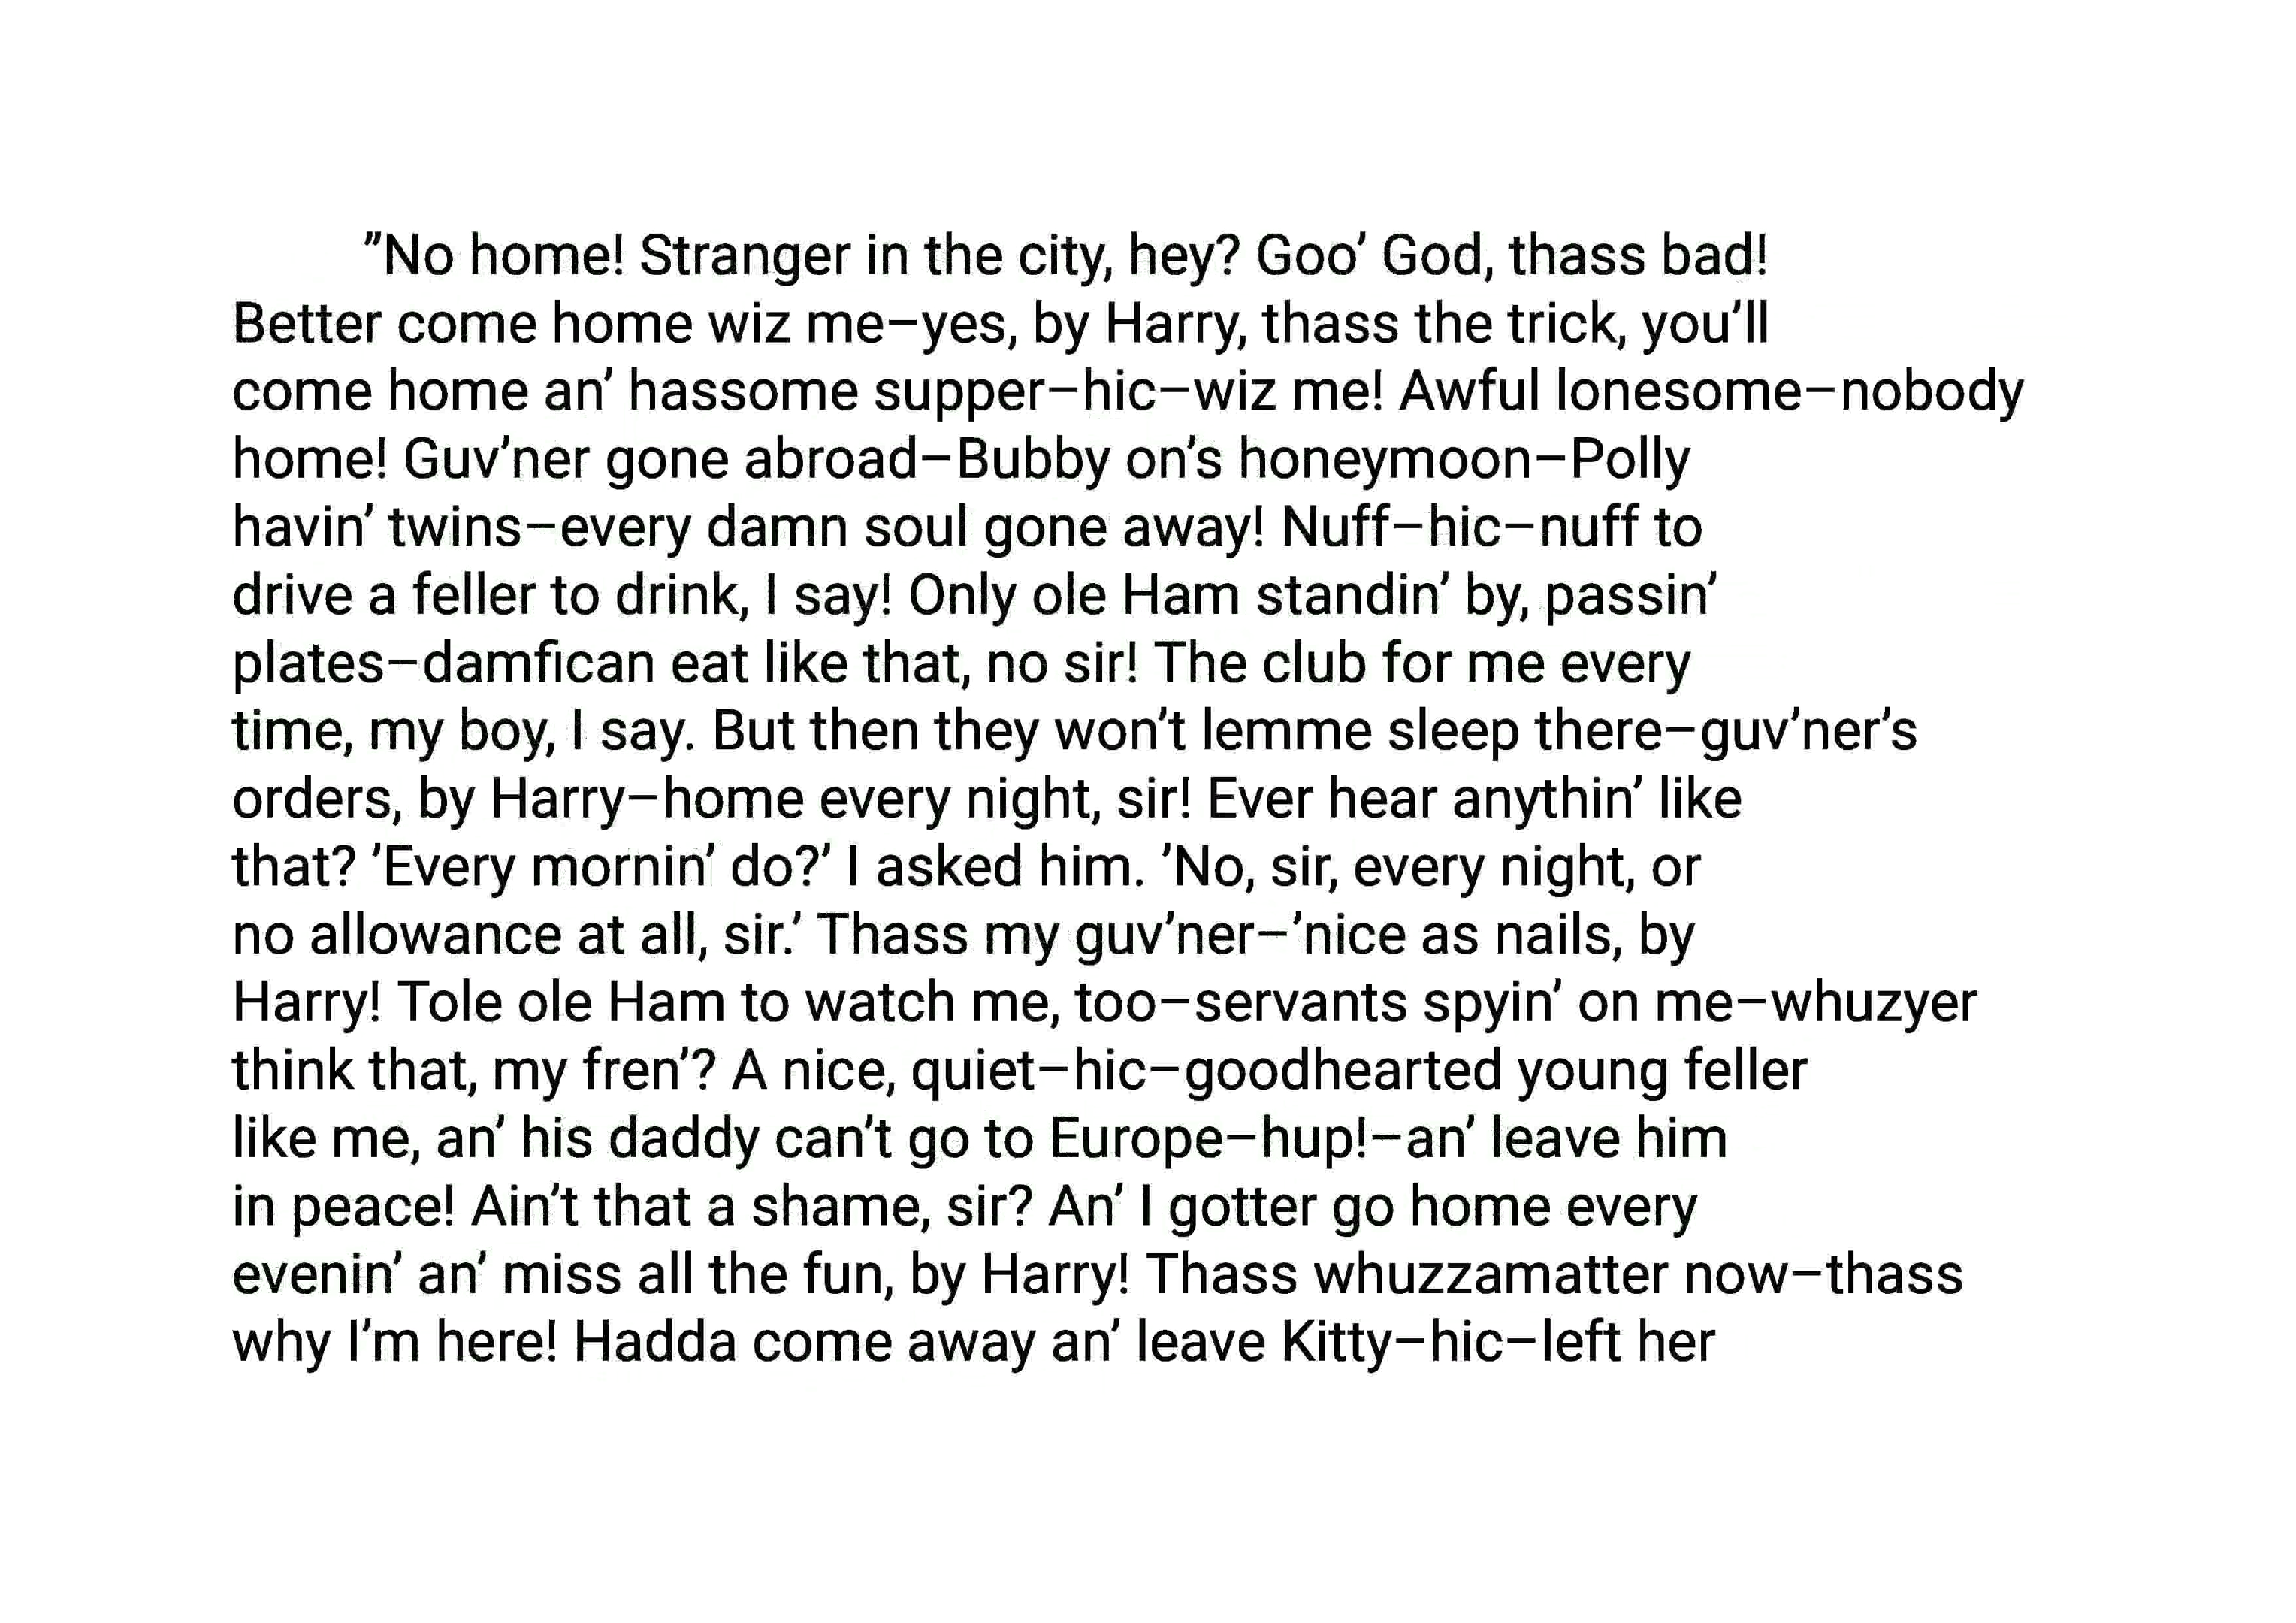 ”No home! Stranger in the city, hey? Goo’ God, thass bad!
Better come home wiz me–yes, by Harry, thass the trick, you’ll
come home an’ hassome supper–hic–wiz me! Awful lonesome–nobody
home! Guv’ner gone abroad–Bubby on’s honeymoon–Polly
havin’ twins–every damn soul gone away! Nuff–hic–nuff to
drive a feller to drink, I say! Only ole Ham standin’ by, passin’
plates–damfican eat like that, no sir! The club for me every
time, my boy, I say. But then they won’t lemme sleep there–guv’ner’s
orders, by Harry–home every night, sir! Ever hear anythin’ like
that? ’Every mornin’ do?’ I asked him. ’No, sir, every night, or
no allowance at all, sir.’ Thass my guv’ner–’nice as nails, by
Harry! Tole ole Ham to watch me, too–servants spyin’ on me–whuzyer
think that, my fren’? A nice, quiet–hic–goodhearted young feller
like me, an’ his daddy can’t go to Europe–hup!–an’ leave him
in peace! Ain’t that a shame, sir? An’ I gotter go home every
evenin’ an’ miss all the fun, by Harry! Thass whuzzamatter now–thass
why I’m here! Hadda come away an’ leave Kitty–hic–left her